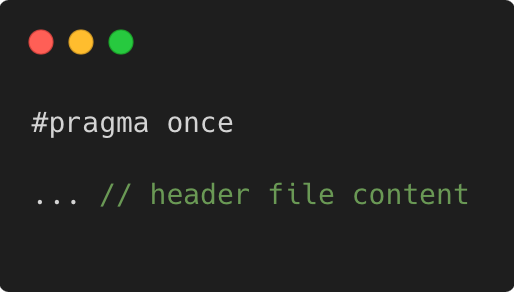 #pragma once
... // header file content